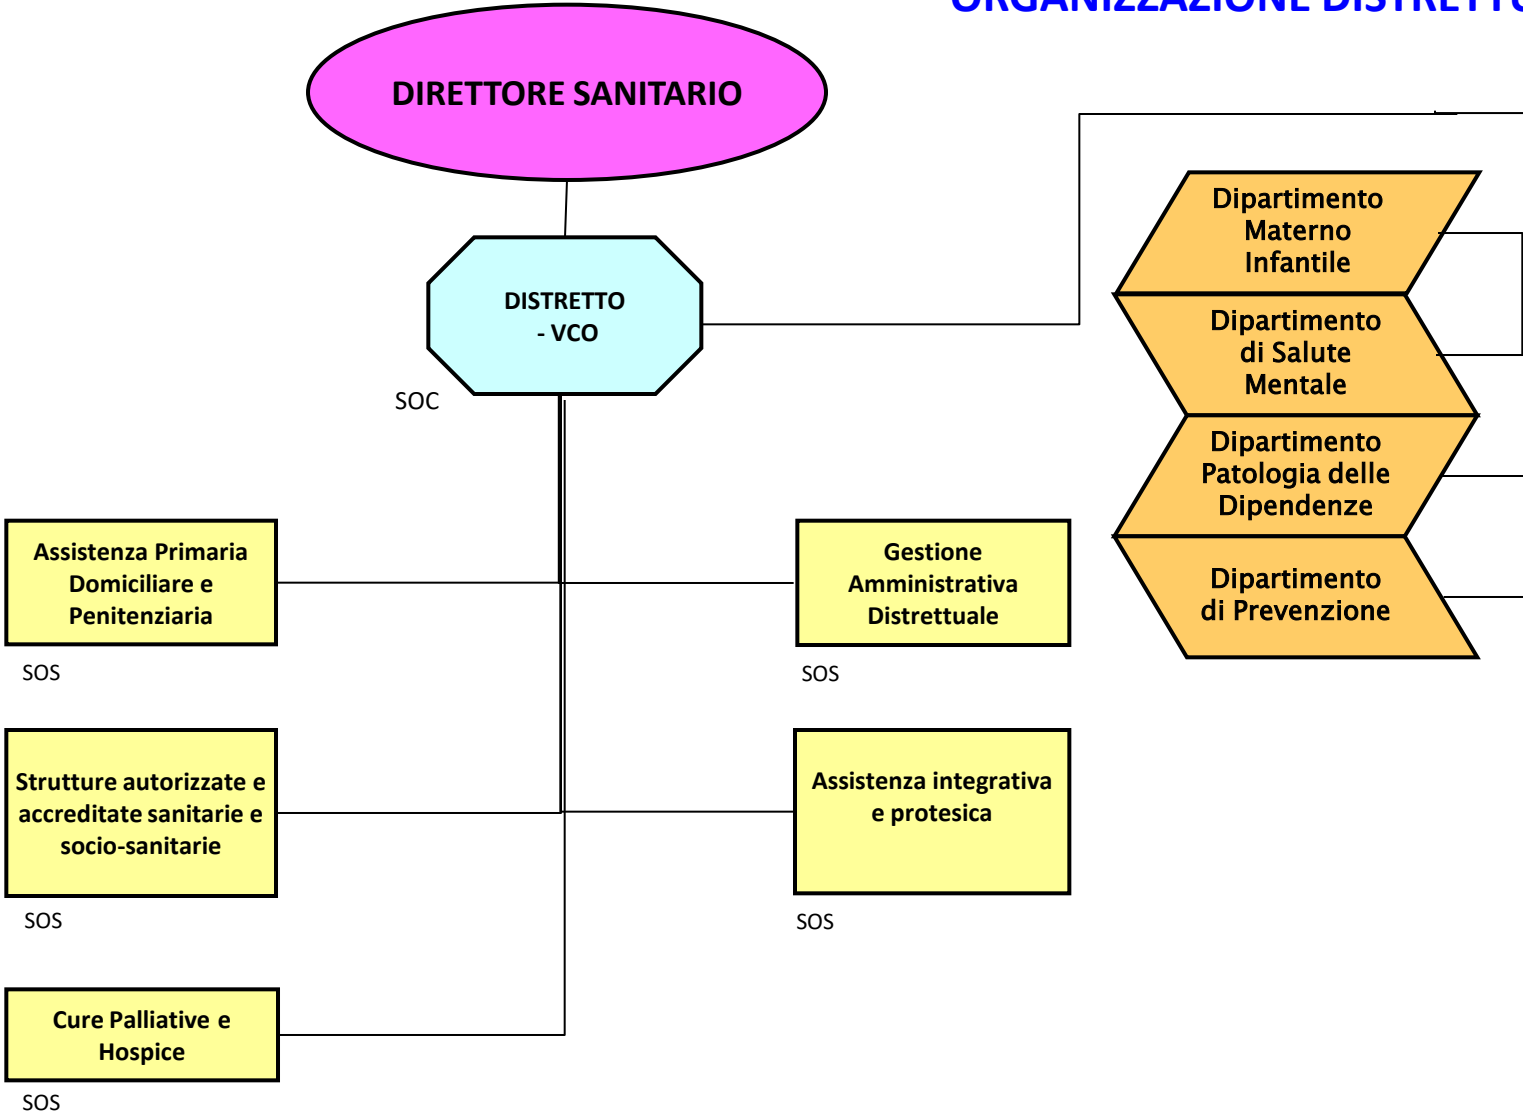 ORGANIZZAZIONE DISTRETTU
DIRETTORE SANITARIO
DISTRETTO
- VCO
SOC
Dipartimento
Materno
Infantile
Dipartimento
di Salute
Mentale
Dipartimento
Patologia delle
Dipendenze
Dipartimento
di Prevenzione
Assistenza Primaria
Domiciliare e
Penitenziaria
SOS
Gestione
Amministrativa
Distrettuale
SOS
Strutture autorizzate e
accreditate sanitarie e
socio-sanitarie
SOS
Assistenza integrativa
e protesica
SOS
Cure Palliative e
Hospice
SOS